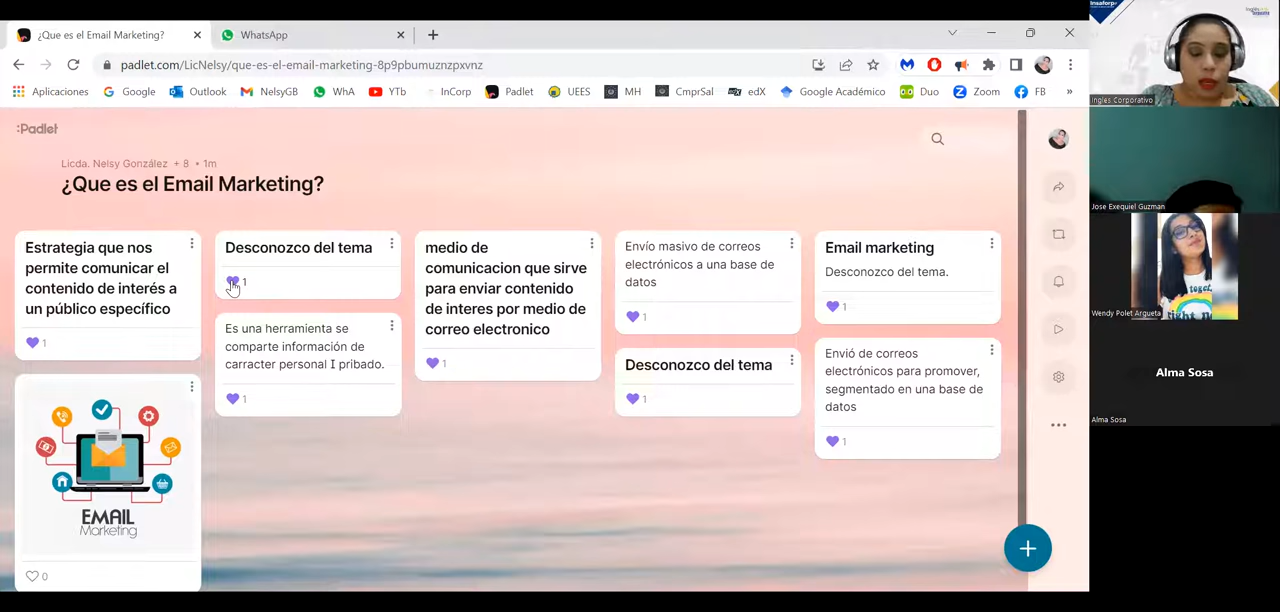 ¿Que es el Email Marketing?
WhatsApp
padlet.com/LicNelsy/que-es-el-email-marketing-8p9pbumuznzpxvnz
Aplicaciones
Google
Outlook
NelsyGB
WhA
YTb
InCorp
Padlet
UEES
MH
CmprSal
edX
Google Académico
Duo
Zoom
FB
»
:Padlet
Licda. Nelsy González + 8 • 1m
¿Que es el Email Marketing?
Estrategia que nos
permite comunicar el
contenido de interés a
un público específico
1
EMAIL
Marketing
0
Desconozco del tema
1
Es una herramienta se
comparte información de
carracter personal I pribado.
1
medio de
comunicacion que sirve
para enviar contenido
de interes por medio de
correo electronico
1
Envío masivo de correos
electrónicos a una base de
datos
1
Desconozco del tema
1
Email marketing
Desconozco del tema.
1
Envió de correos
electrónicos para promover,
segmentado en una base de
datos
1
Insaforp
Ingles Corporativo
Jose Exequiel Guzman
Wendy Polet Argueta
Alma Sosa
Alma Sosa